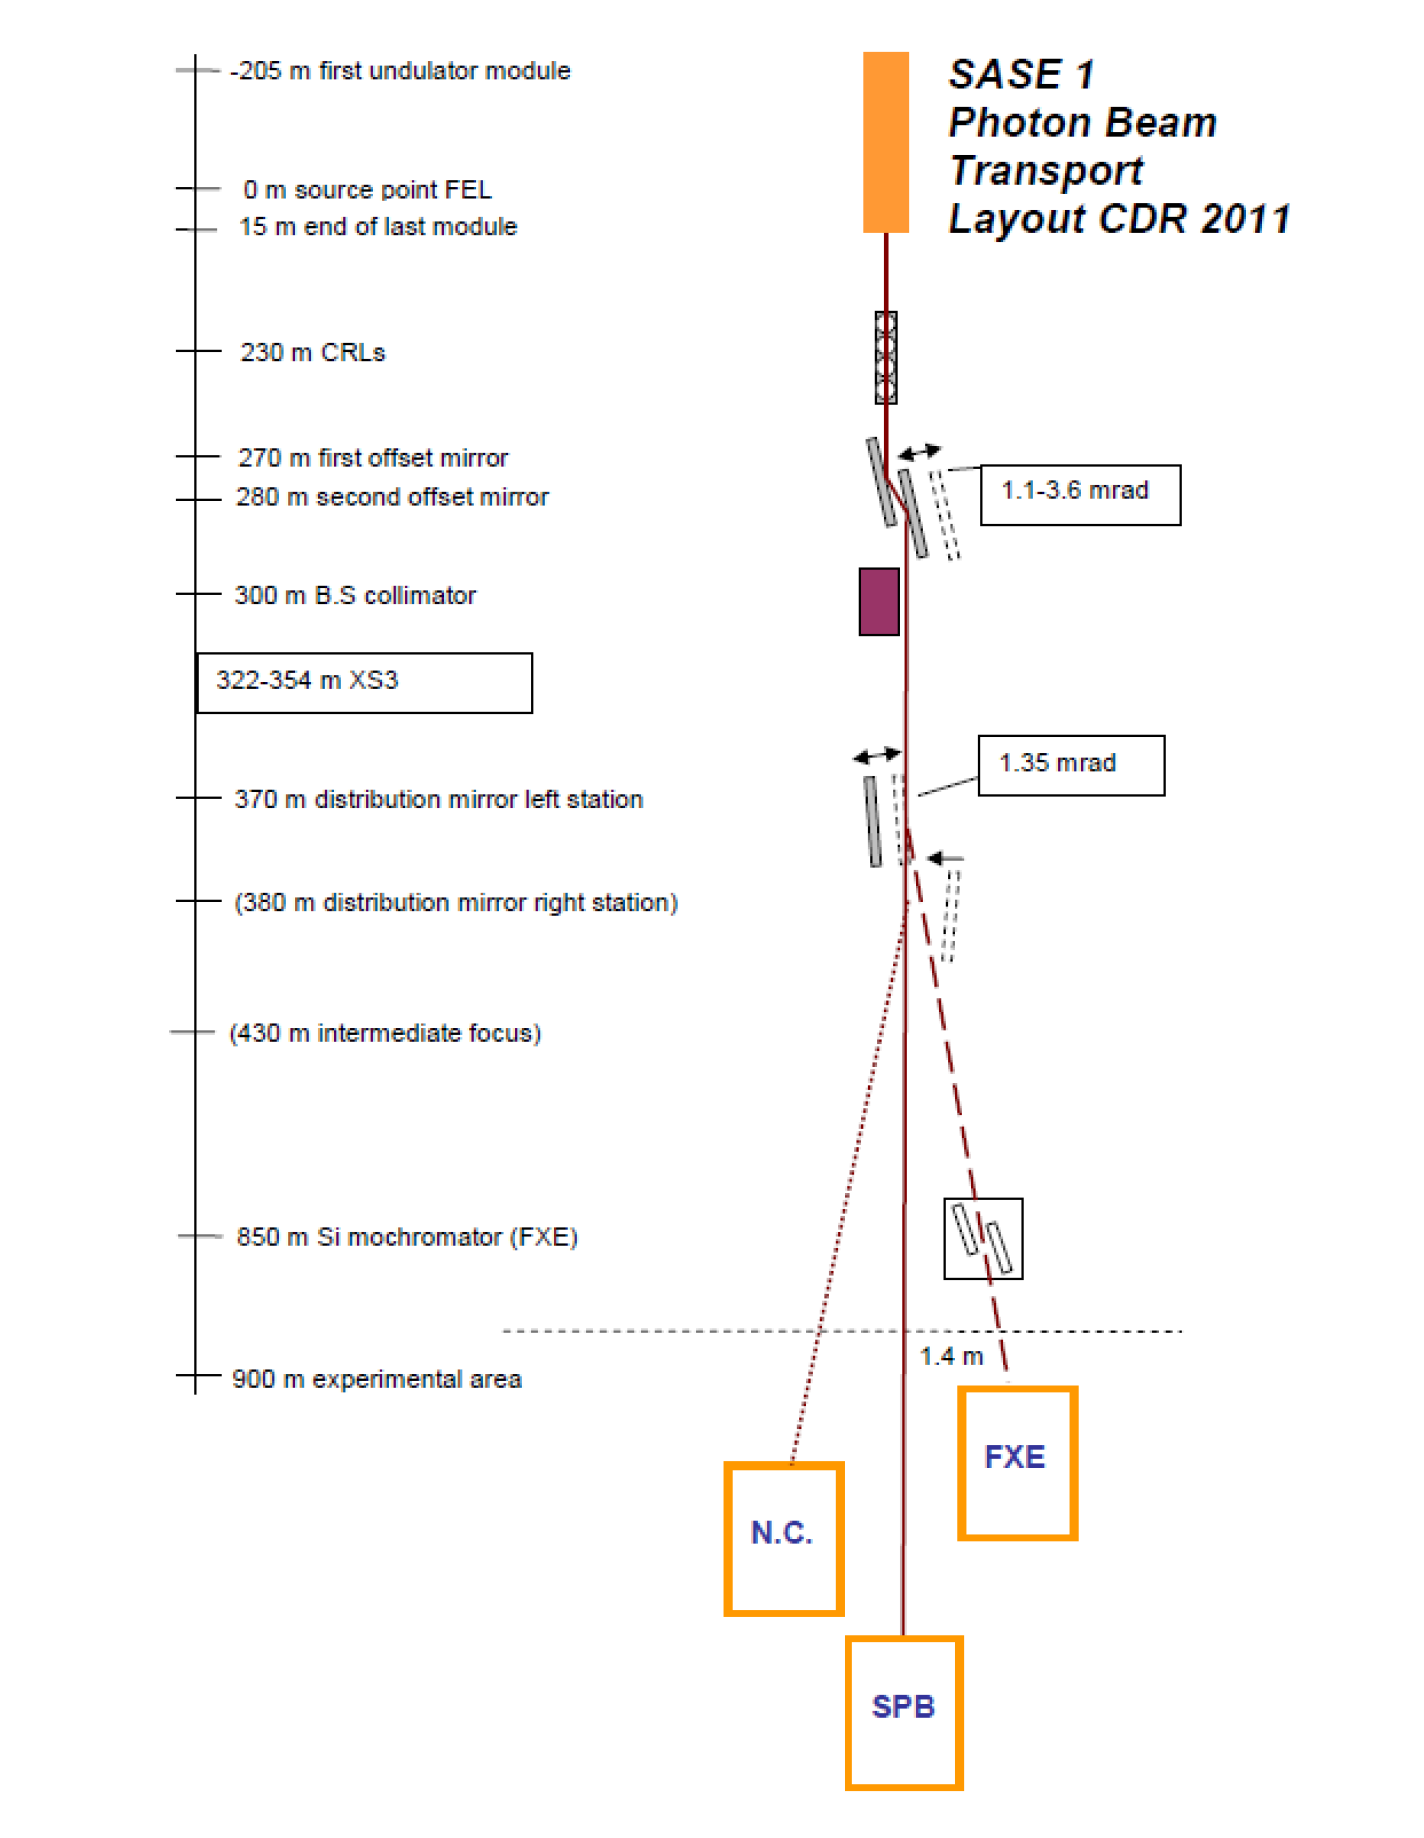 -205 m first undulator module
SASE 1
Photon Beam
Transport
Layout CDR 2011
0 m source point FEL
15 m end of last module
230 m CRLs
270 m first offset mirror
280 m second offset mirror
1.1-3.6 mrad
300 m B.S collimator
322-354 m XS3
1.35 mrad
370 m distribution mirror left station
(380 m distribution mirror right station)
(430 m intermediate focus)
850 m Si mochromator (FXE)
1.4 m
900 m experimental area
FXE
N.C.
SPB